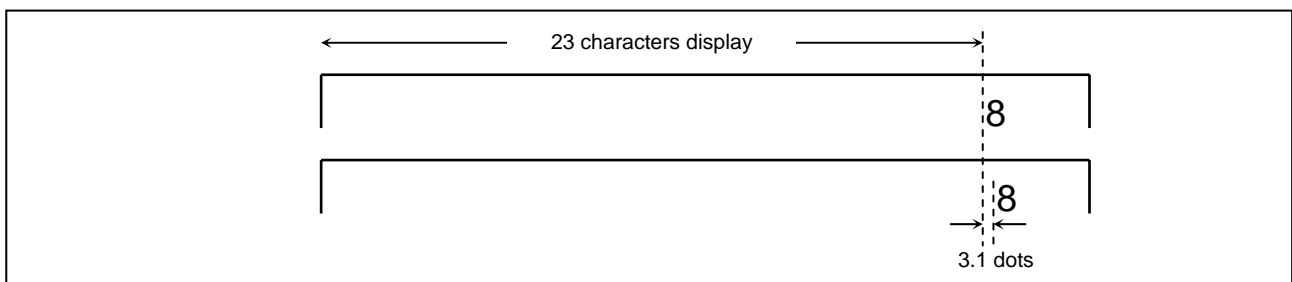 23 characters display
8
8
3.1 dots